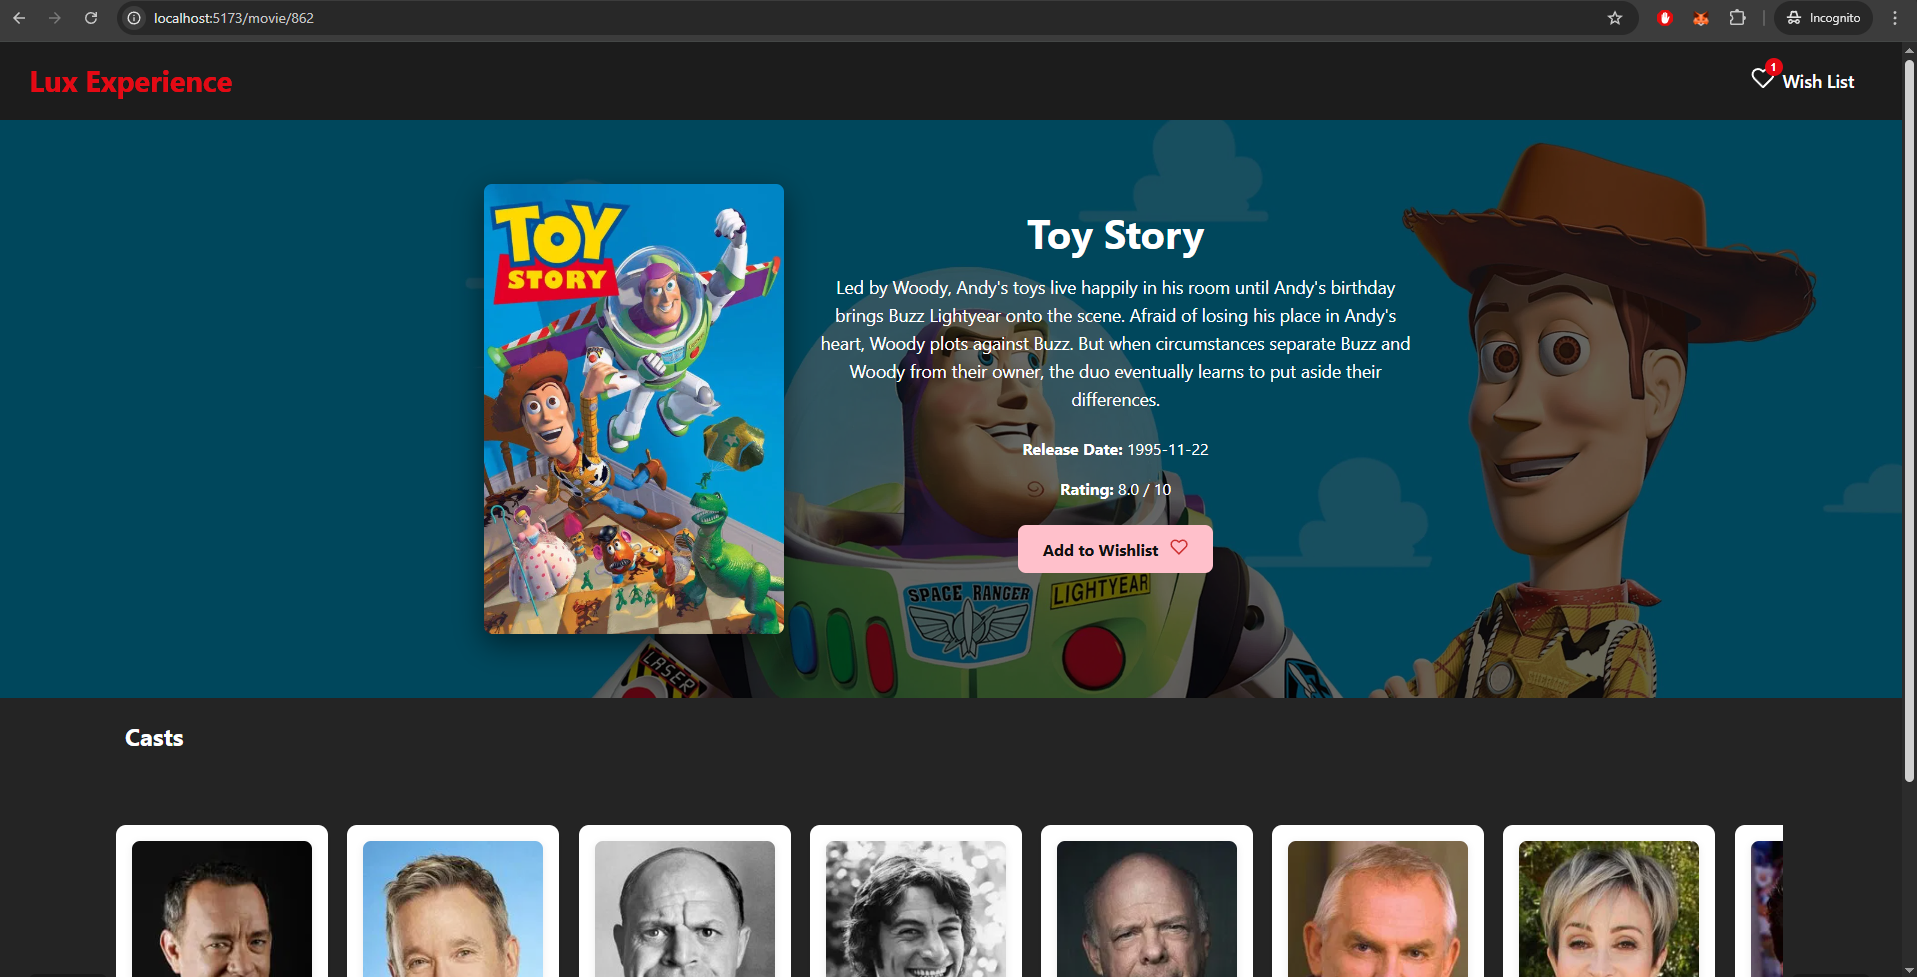 localhost:5173/movie/862
Incognito
Lux Experience
1
Wish List
TOY
STORY
Toy Story
Led by Woody, Andy's toys live happily in his room until Andy's birthday
brings Buzz Lightyear onto the scene. Afraid of losing his place in Andy's
heart, Woody plots against Buzz. But when circumstances separate Buzz and
Woody from their owner, the duo eventually learns to put aside their
differences.
Release Date: 1995-11-22
Rating: 8.0 / 10
Add to Wishlist
SPACE RANGER
LIGHTYEAR
LASER
Casts